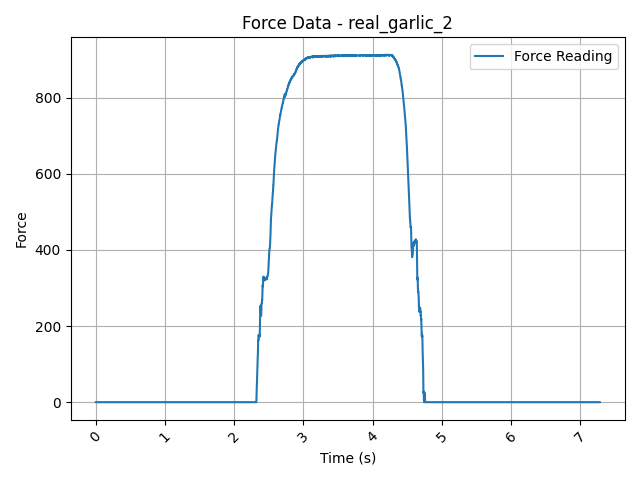 Force Data - real_garlic_2
Force Reading
800
600
400
200
0
Force
0 1 2 3 4 5 6 7
Time (s)